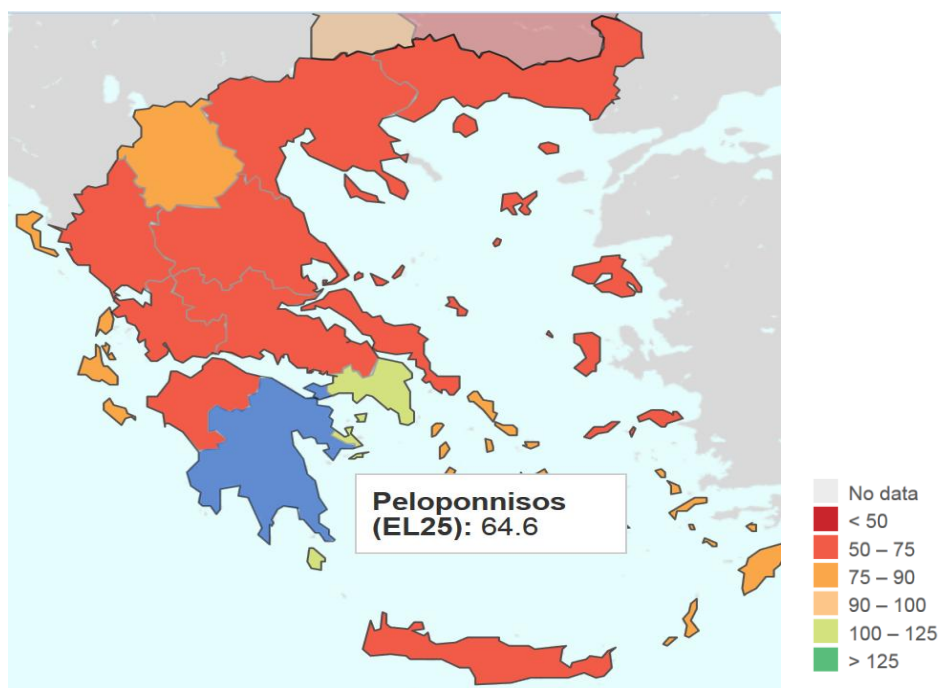 Peloponnisos
(EL25): 64.6
No data
< 50
50 – 75
75 – 90
90 – 100
100 – 125
> 125